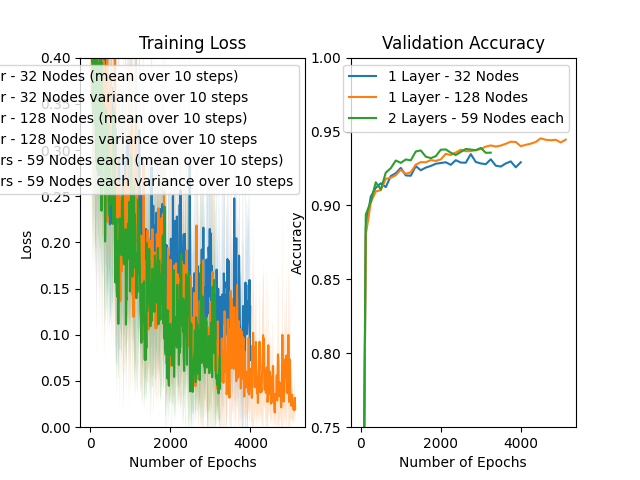 Training Loss
0.40
0.35
0.30
0.25
0.20
0.15
0.10
0.05
0.00
Loss
r - 32 Nodes (mean over 10 steps)
r - 32 Nodes variance over 10 steps
r - 128 Nodes (mean over 10 steps)
r - 128 Nodes variance over 10 steps
rs - 59 Nodes each (mean over 10 steps)
rs - 59 Nodes each variance over 10 steps
0
2000
4000
Number of Epochs
Validation Accuracy
1.00
0.95
0.90
0.85
0.80
0.75
Accuracy
1 Layer - 32 Nodes
1 Layer - 128 Nodes
2 Layers - 59 Nodes each
0
2000
4000
Number of Epochs